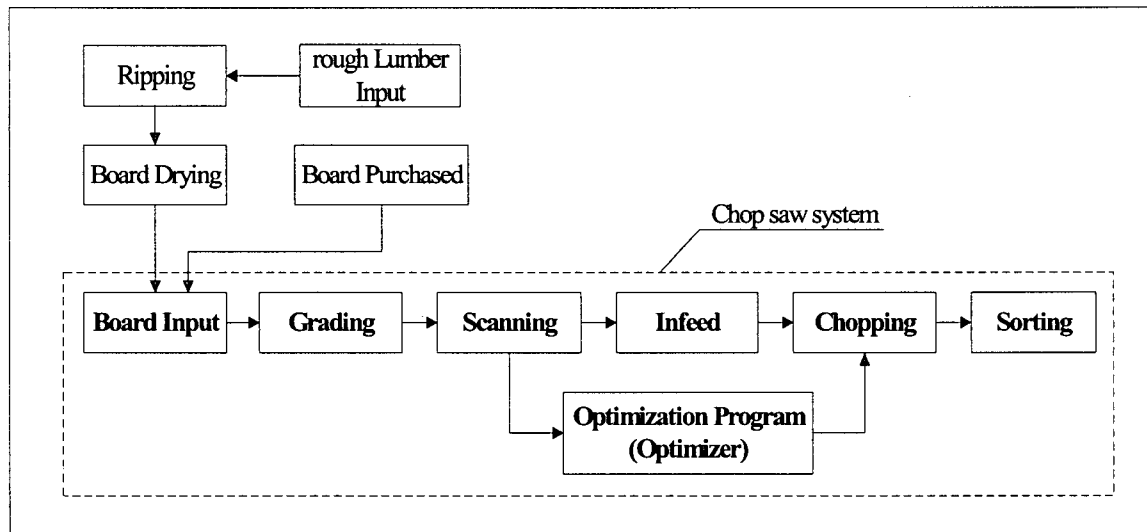 Ripping
rough Lumber
Input
Board Drying
Board Purchased
Chop saw system
Board Input
Grading
Scanning
Infeed
Chopping
Sorting
Optimization Program
(Optimizer)